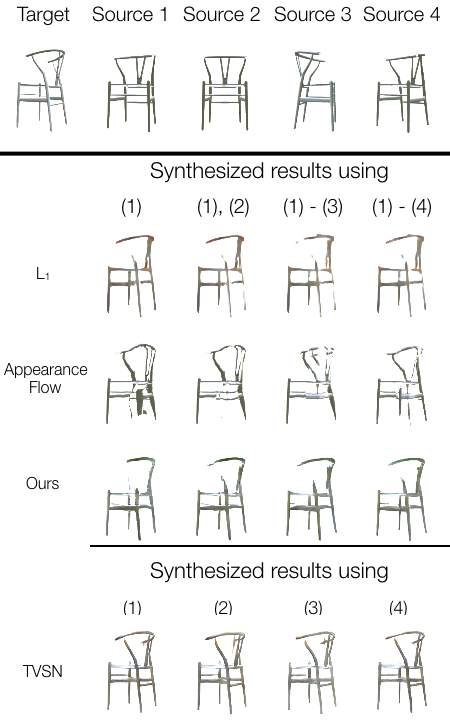 Target Source 1 Source 2 Source 3 Source 4
Synthesized results using
(1) (1), (2) (1) - (3) (1) - (4)
L₁
Appearance
Flow
Ours
Synthesized results using
(1) (2) (3) (4)
TVSN